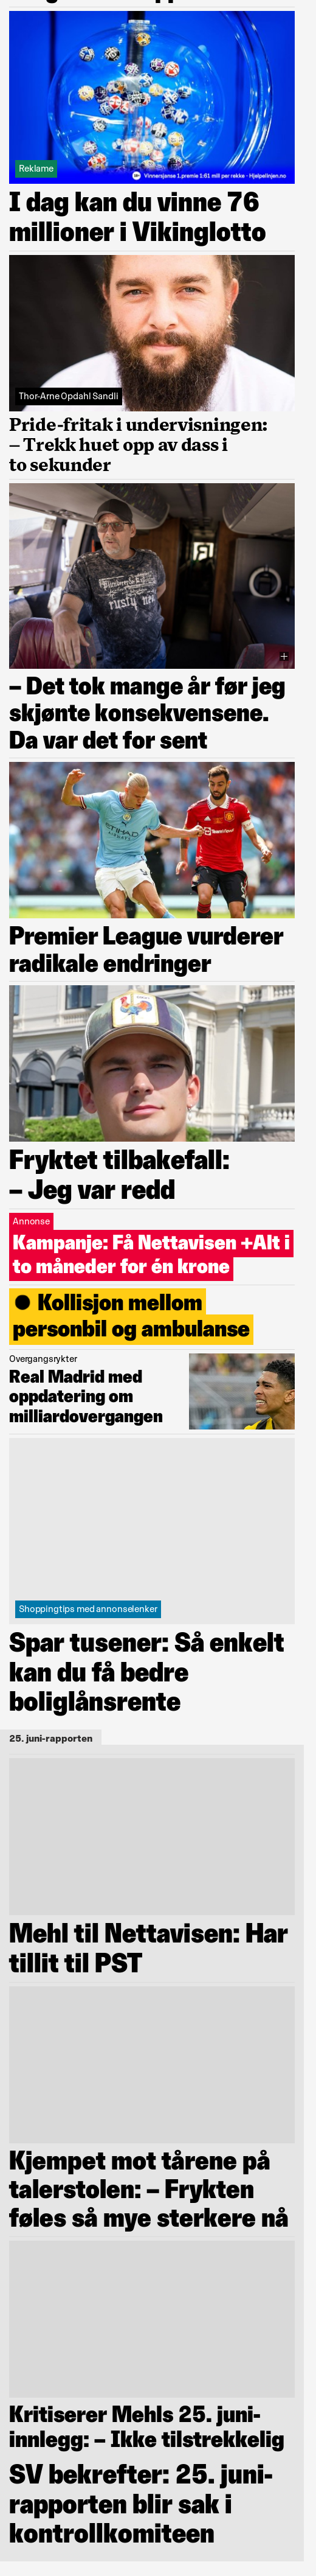 Reklame
Vinnersjanse 1.premie 1:61 mill per rekke - Hjelpelinjen.no
I dag kan du vinne 76
millioner i Vikinglotto
Thor-Arne Opdahl Sandli
Pride-fritak i undervisningen:
– Trekk huet opp av dass i
to sekunder
rusty
+
– Det tok mange år før jeg
skjønte konsekvensene.
Da var det for sent
ETIHAD
AIRWAYS
Premier League vurderer
radikale endringer
Fryktet tilbakefall:
– Jeg var redd
Annonse
Kampanje: Få Nettavisen +Alt i
to måneder for én krone
Kollisjon mellom
personbil og ambulanse
Overgangsrykter
Real Madrid med
oppdatering om
milliardovergangen
Shoppingtips med annonselenker
Spar tusener: Så enkelt
kan du få bedre
boliglånsrente
25. juni-rapporten
Mehl til Nettavisen: Har
tillit til PST
Kjempet mot tårene på
talerstolen: – Frykten
føles så mye sterkere nå
Kritiserer Mehls 25. juni-
innlegg: – Ikke tilstrekkelig
SV bekrefter: 25. juni-
rapporten blir sak i
kontrollkomiteen